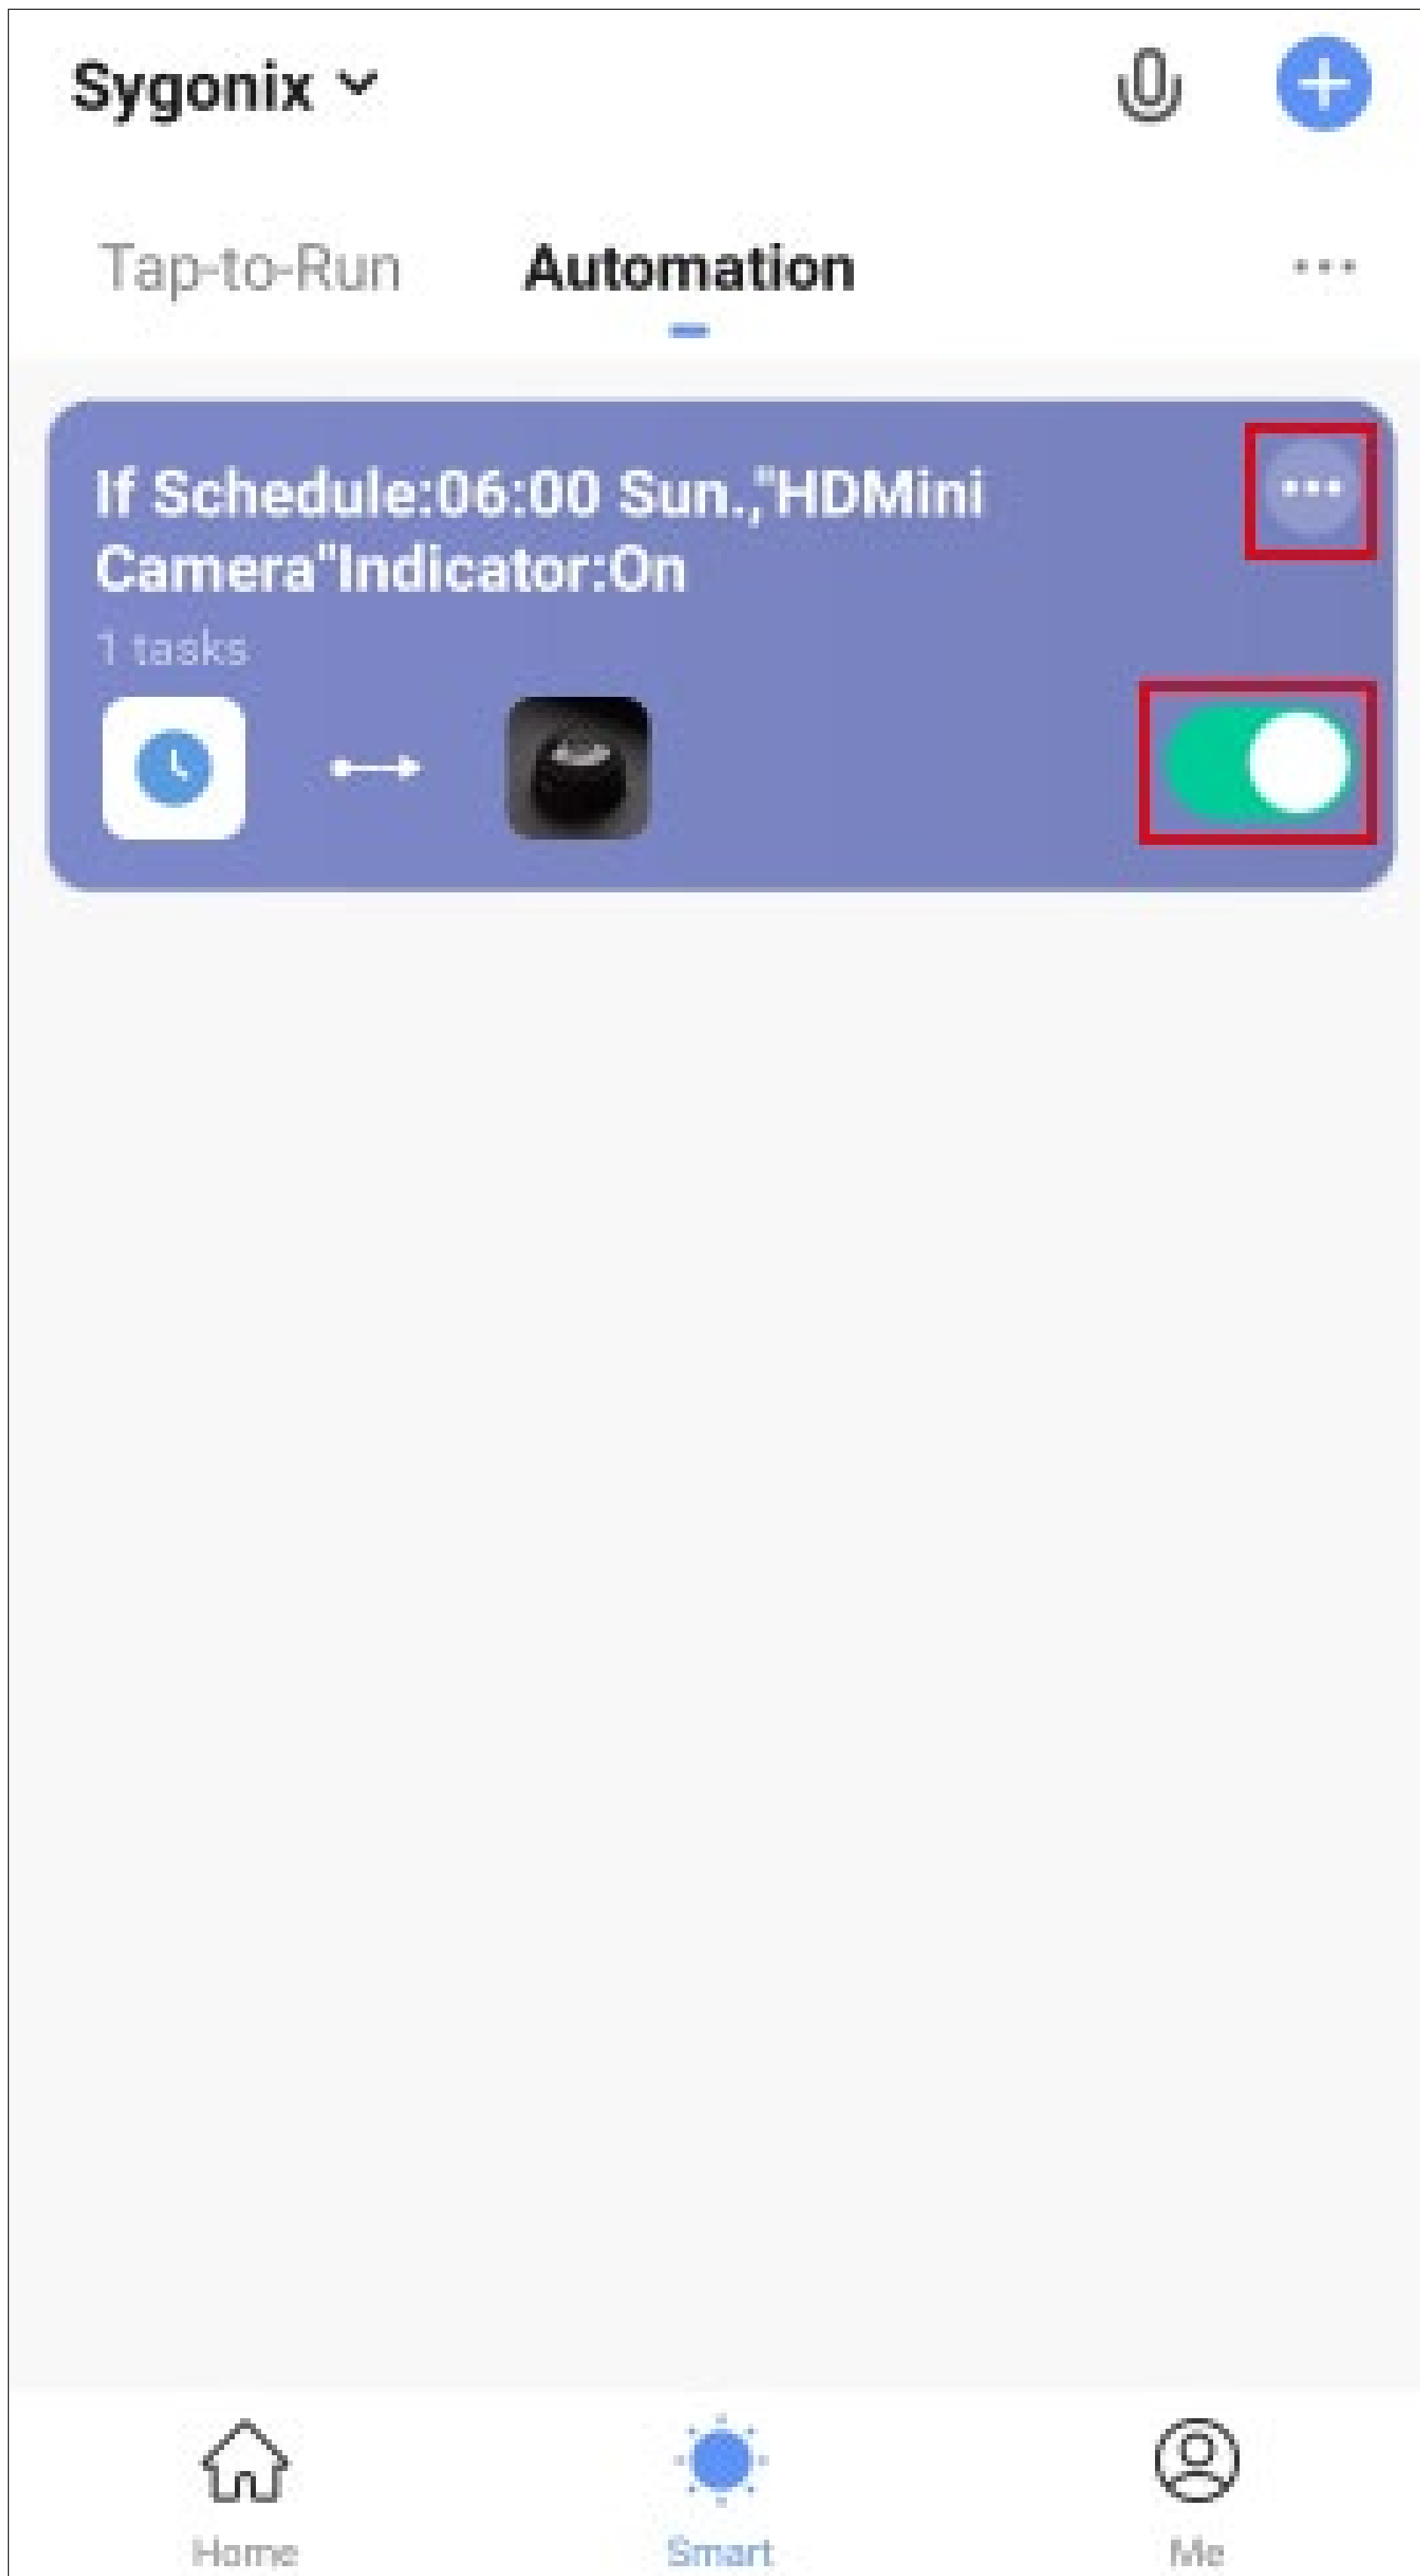 Sygonix
Tap-to-Run Automation
If Schedule:06:00 Sun.,"HDMini
Camera"Indicator:On
1 tasks
Home Smart Me